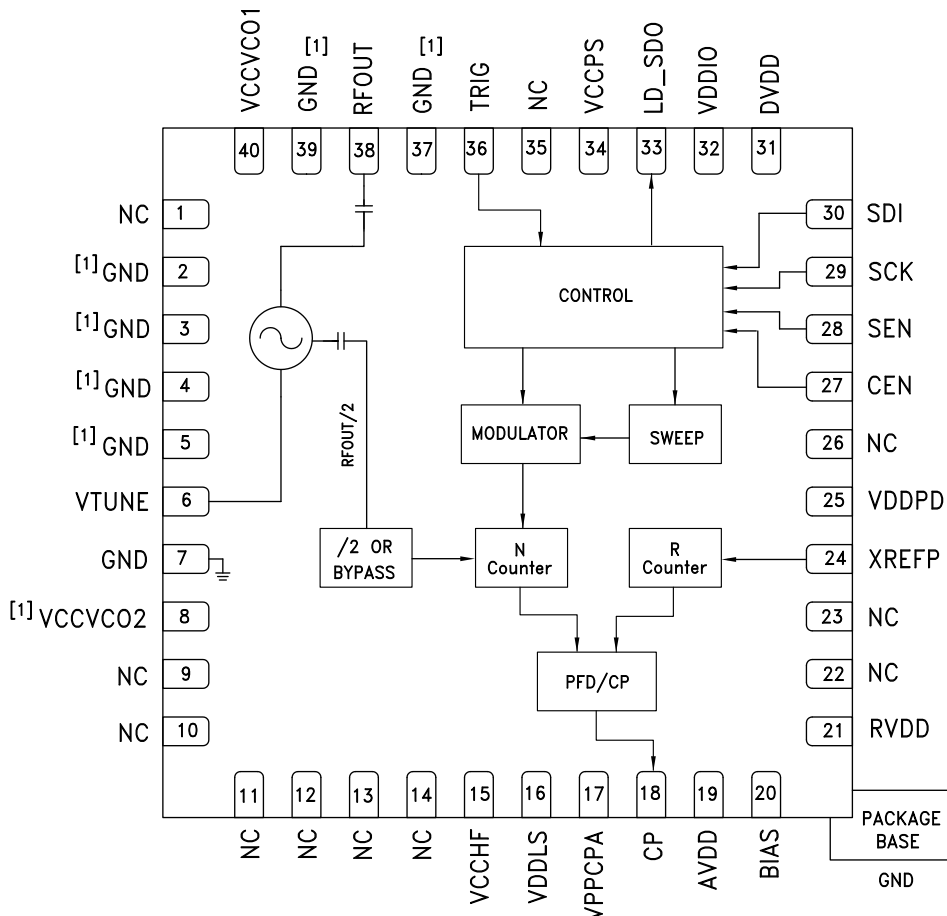 VCCVCO1
GND [1]
RFOUT
GND [1]
TRIG
NC
VCCPS
LD_SDO
VDDIO
DVDD
40
39
38
37
36
35
34
33
32
31
NC 1
[1] GND 2
[1] GND 3
[1] GND 4
[1] GND 5
VTUNE 6
GND 7
[1] VCCVCO2 8
NC 9
NC 10
30 SDI
29 SCK
28 SEN
27 CEN
26 NC
25 VDDPD
24 XREFP
23 NC
22 NC
21 RVDD
CONTROL
MODULATOR
SWEEP
RFOUT/2
/2 OR
BYPASS
N
Counter
R
Counter
PFD/CP
11
12
13
14
15
16
17
18
19
20
NC
NC
NC
NC
VCCHF
VDDLS
VPPCPA
CP
AVDD
BIAS
PACKAGE
BASE
GND